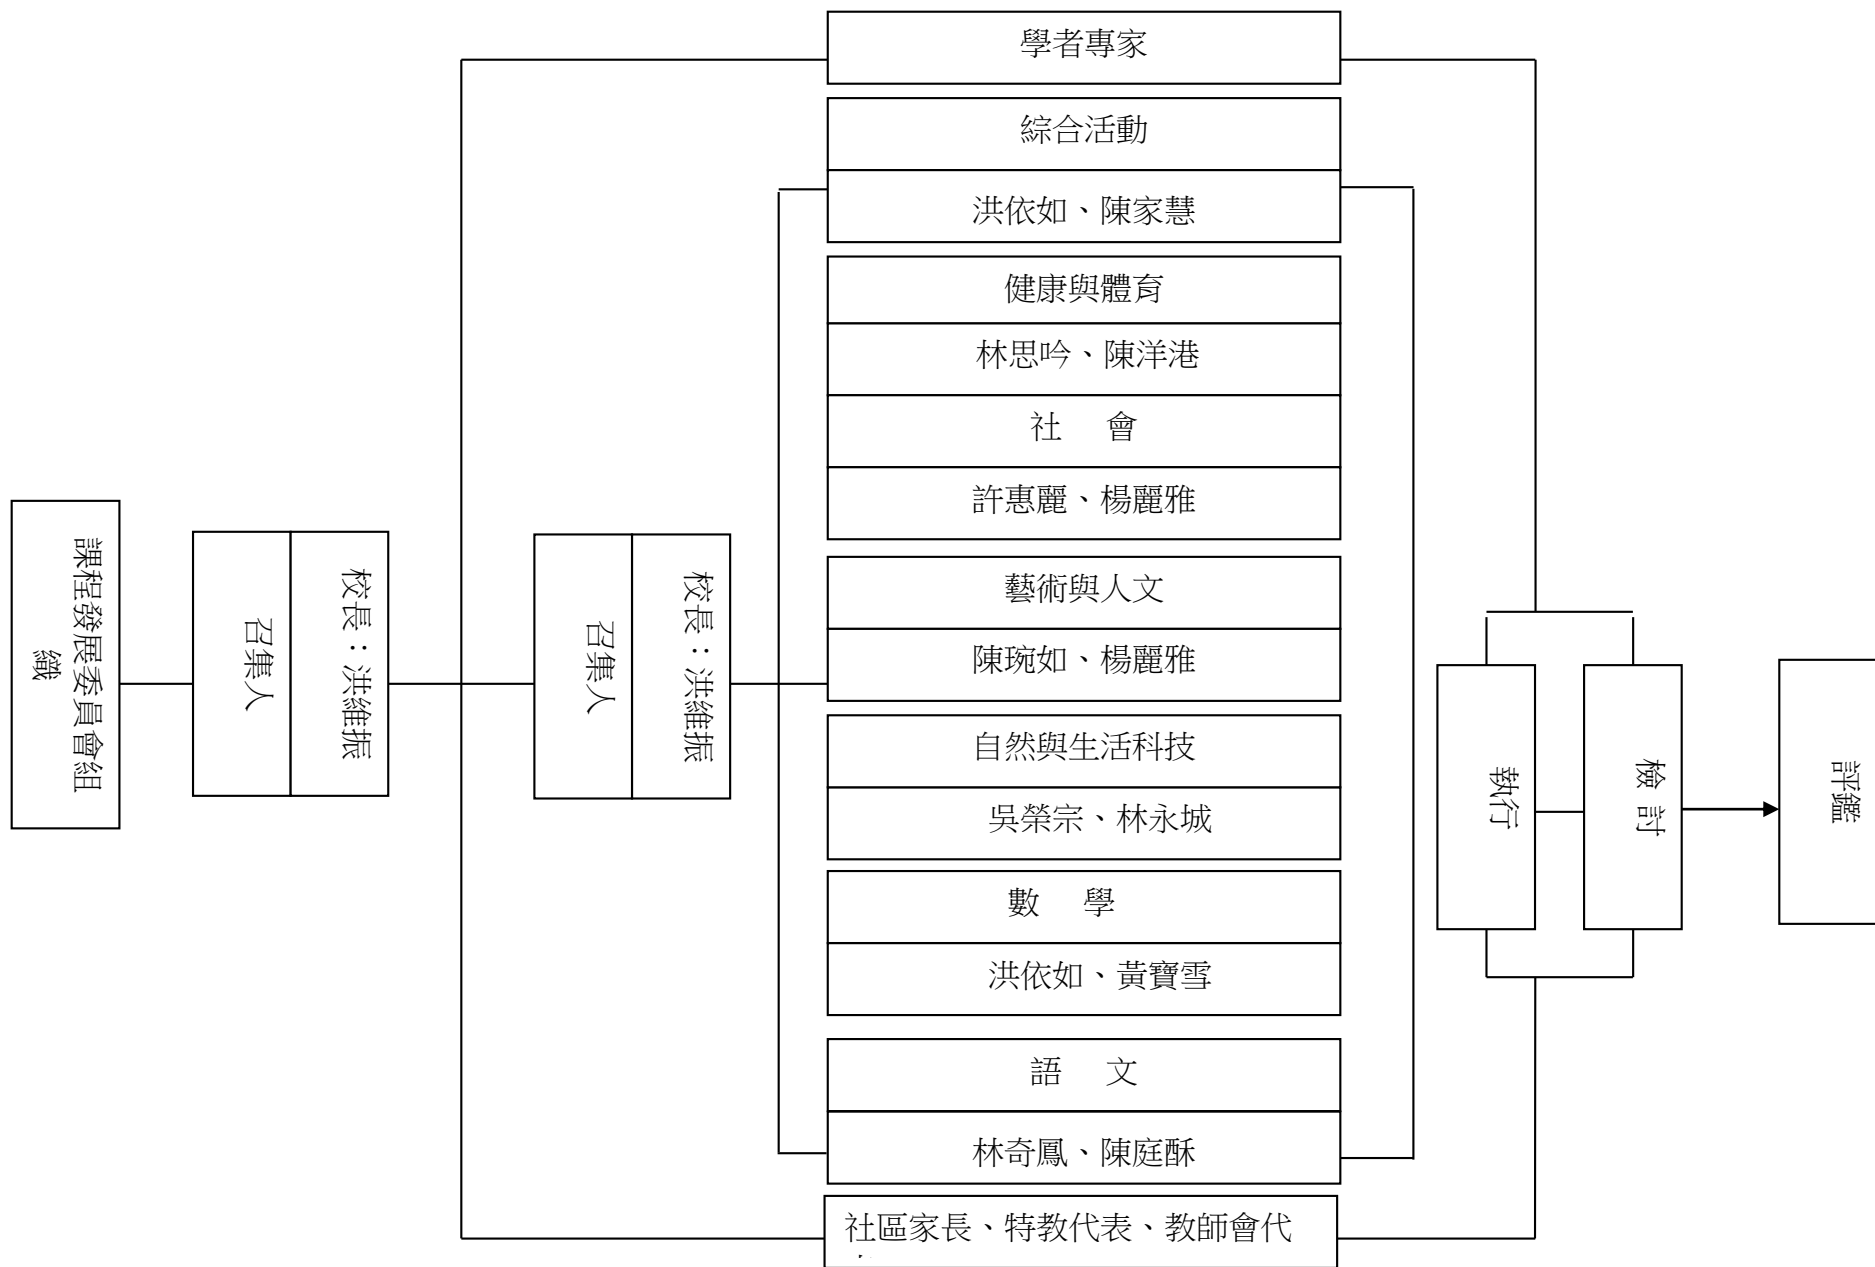 學者專家
綜合活動
洪依如、陳家慧
健康與體育
林思吟、陳洋港
社 會
許惠麗、楊麗雅
藝術與人文
陳琬如、楊麗雅
自然與生活科技
吳榮宗、林永城
數 學
洪依如、黃寶雪
語 文
林奇鳳、陳庭酥
社區家長、特教代表、教師會代
課程發展委員會組
織
校長：洪維振
召集人
校長：洪維振
召集人
執行
檢討
評鑑